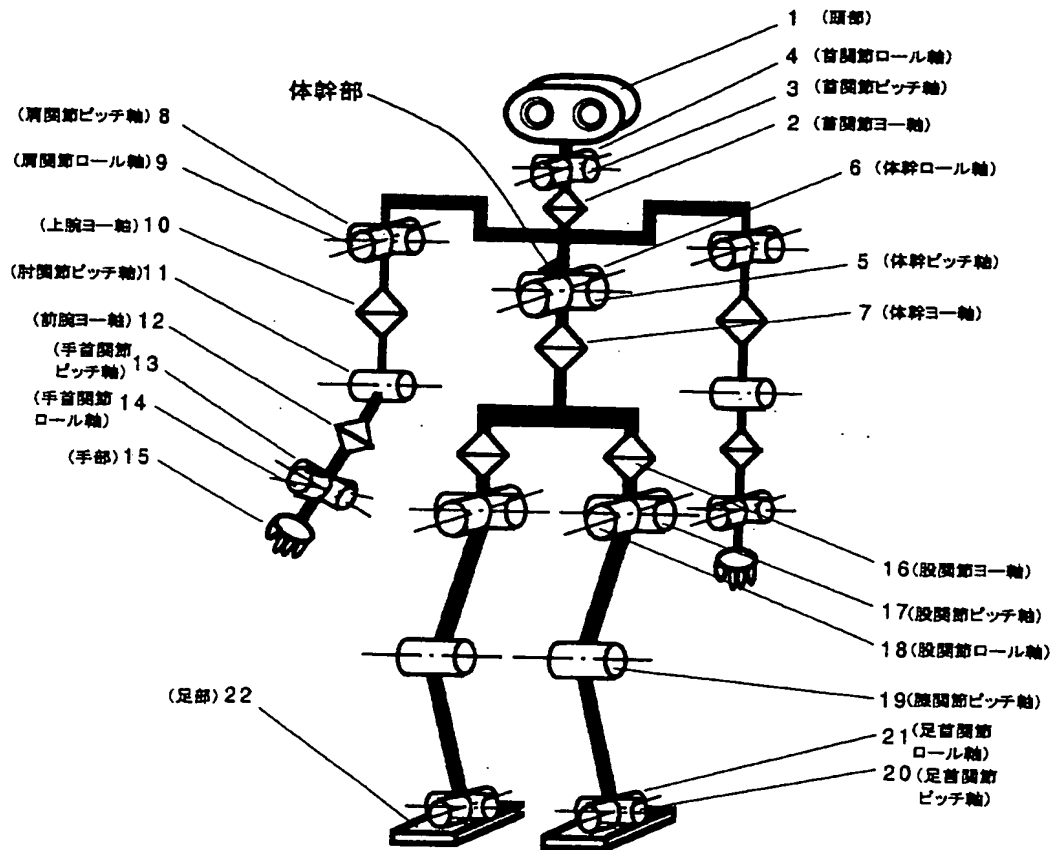 1 (頭部)
4 (首関節ロール軸)
3 (首関節ピッチ軸)
2 (首関節ヨー軸)
体幹部
6 (体幹ロール軸)
5 (体幹ピッチ軸)
7 (体幹ヨー軸)
(肩関節ピッチ軸) 8
(肩関節ロール軸) 9
(上腕ヨー軸) 10
(肘関節ピッチ軸) 11
(前腕ヨー軸) 12
(手首関節
ピッチ軸) 13
(手首関節 14
ロール軸)
(手部) 15
16 (股関節ヨー軸)
17 (股関節ピッチ軸)
18 (股関節ロール軸)
19 (膝関節ピッチ軸)
(足部) 22
21 (足首関節
ロール軸)
20 (足首関節
ピッチ軸)